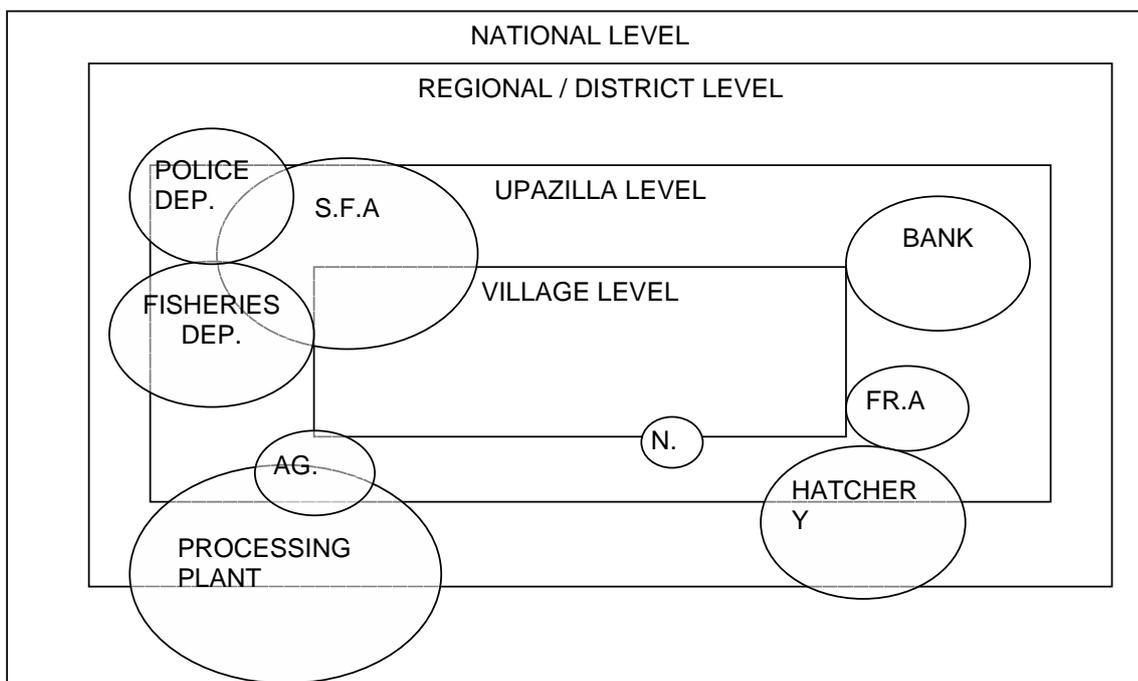 NATIONAL LEVEL
REGIONAL / DISTRICT LEVEL
POLICE
DEP.
S.F.A
UPAZILLA LEVEL
BANK
VILLAGE LEVEL
FISHERIES
DEP.
FR.A
N.
AG.
HATCHER
Y
PROCESSING
PLANT